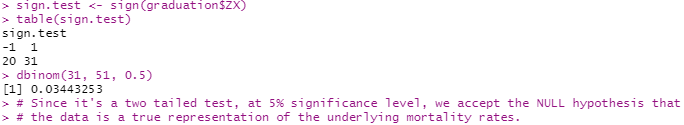 > sign.test <- sign(graduation$ZX)
> table(sign.test)
sign.test
-1 1
20 31
> dbinom(31, 51, 0.5)
[1] 0.03443253
> # Since it's a two tailed test, at 5% significance level, we accept the NULL hypothesis that
> # the data is a true representation of the underlying mortality rates.